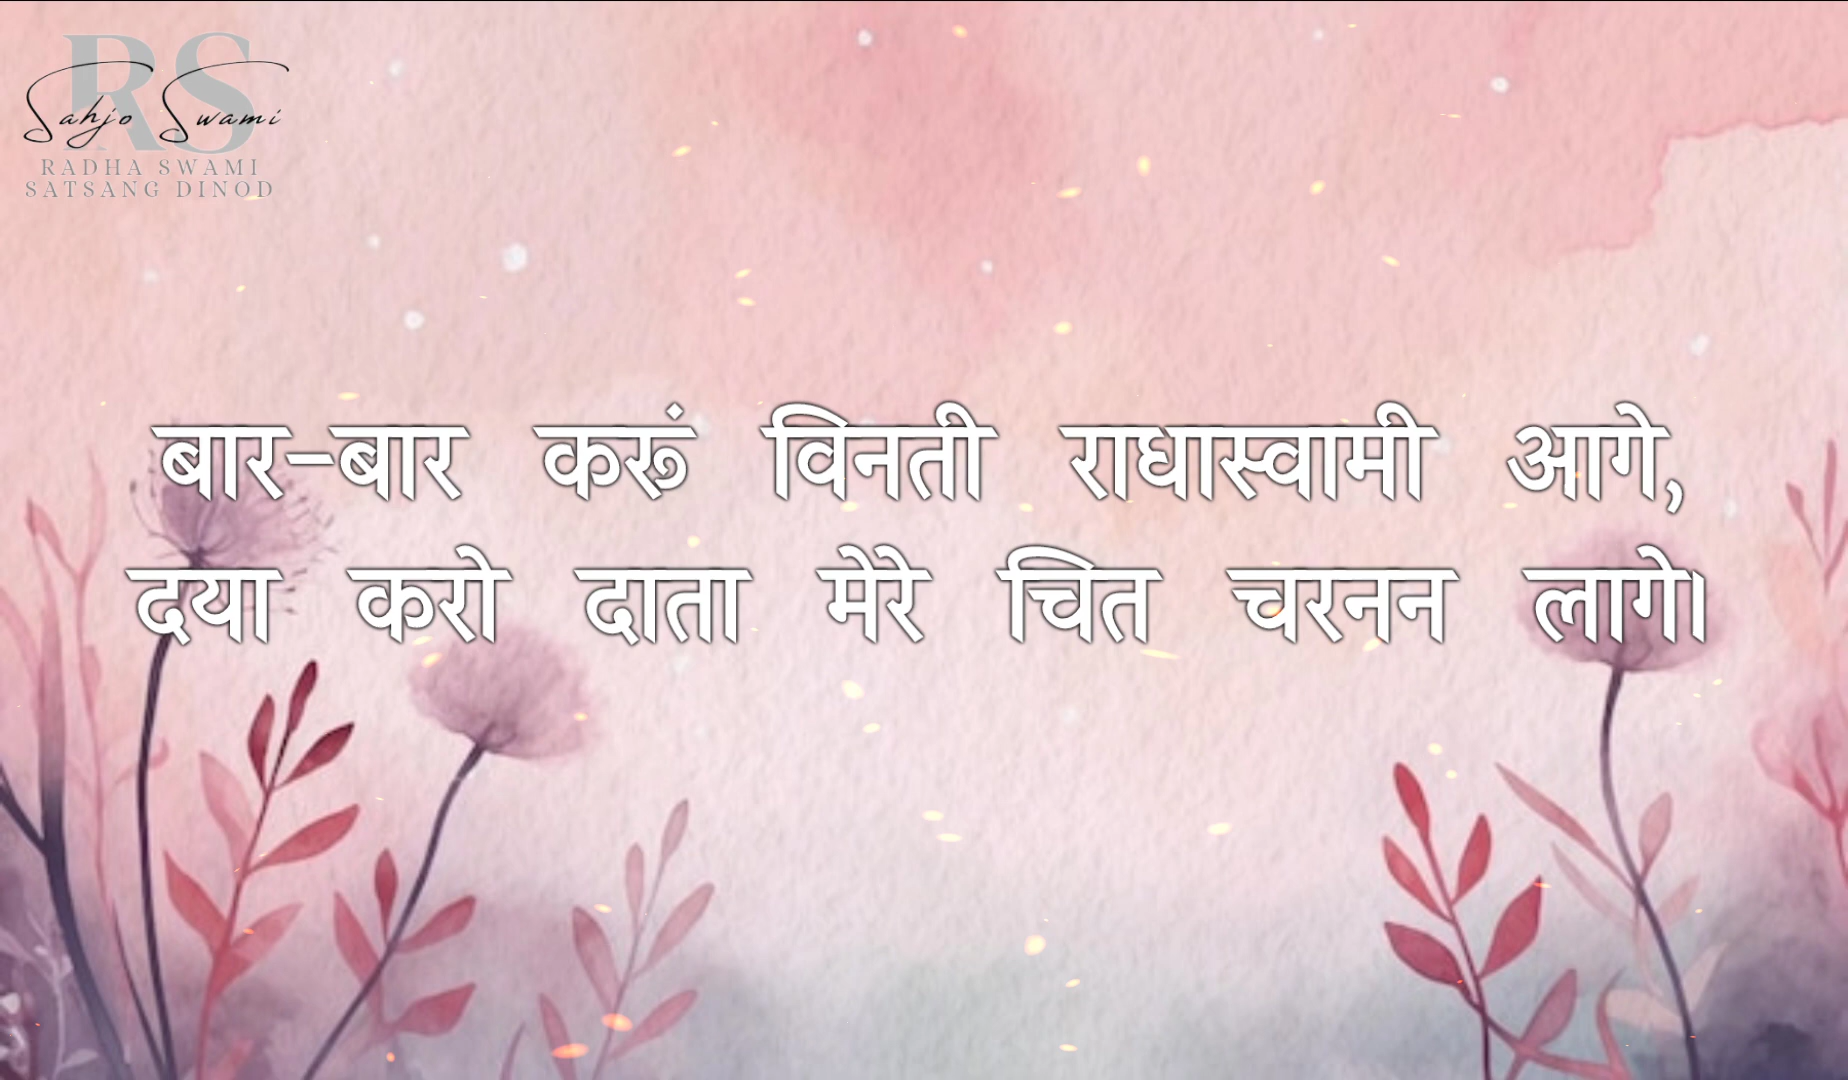 RS
Sahjo Swami
RADHA SWAMI
SATSANG DINOD
बार-बार करूं विनती राधास्वामी आगे,
दया करो दाता मेरे चित चरनन लागे।